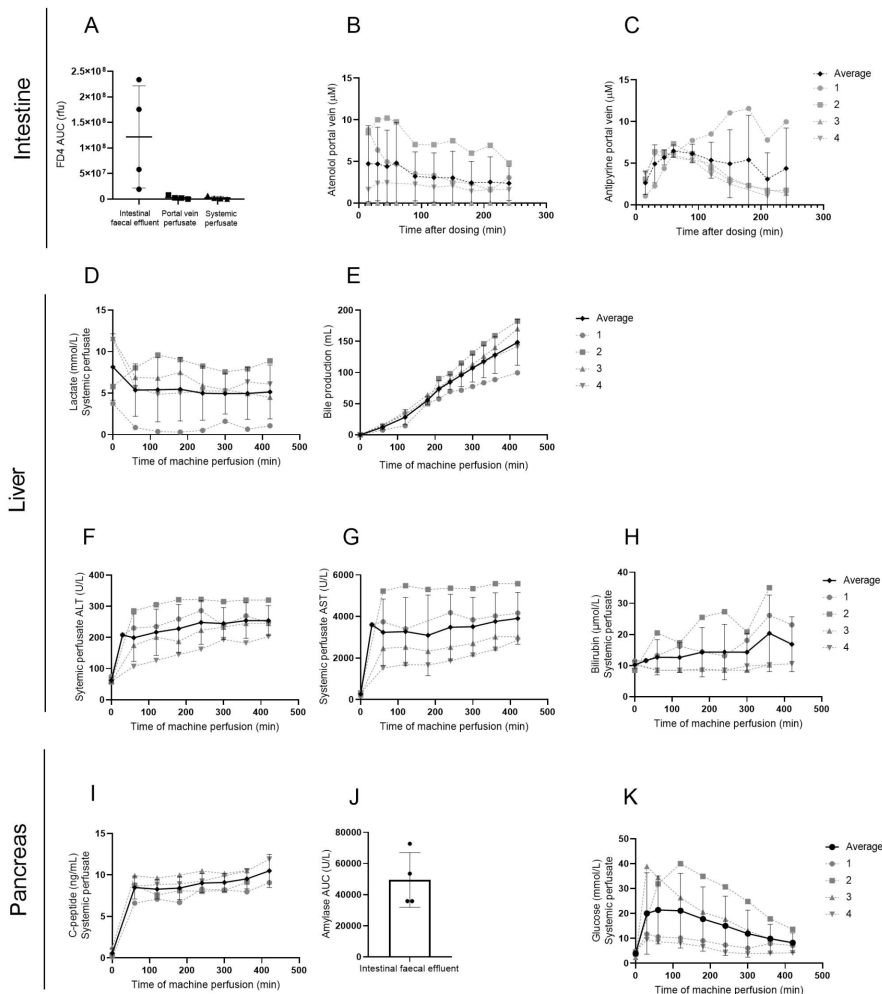 Intestine
A
FD4 AUC (rfu)
2.5×10⁸
2.0×10⁸
1.5×10⁸
1.0×10⁸
5.0×10⁷
0
Intestinal faecal effluent
Portal vein perfusate
Systemic perfusate
B
Atenolol portal vein (μM)
15
10
5
0
0 100 200 300
Time after dosing (min)
C
Antipyrine portal vein (μM)
15
10
5
0
0 100 200 300
Time after dosing (min)
Average
1
2
3
4
Liver
D
Lactate (mmol/L)
Systemic perfusate
15
10
5
0
0 100 200 300 400 500
Time of machine perfusion (min)
E
Bile production (mL)
200
150
100
50
0
0 100 200 300 400 500
Time of machine perfusion (min)
Average
1
2
3
4
F
Sytemic perfusate ALT (U/L)
400
300
200
100
0
0 100 200 300 400 500
Time of machine perfusion (min)
G
Systemic perfusate AST (U/L)
6000
4000
2000
0
0 100 200 300 400 500
Time of machine perfusion (min)
H
Bilirubin (μmol/L)
Systemic perfusate
40
30
20
10
0
0 100 200 300 400 500
Time of machine perfusion (min)
Average
1
2
3
4
Pancreas
I
C-peptide (ng/mL)
Systemic perfusate
15
10
5
0
0 100 200 300 400 500
Time of machine perfusion (min)
J
Amylase AUC (U/L)
80000
60000
40000
20000
0
Intestinal faecal effluent
K
Glucose (mmol/L)
Systemic perfusate
50
40
30
20
10
0
0 100 200 300 400 500
Time of machine perfusion (min)
Average
1
2
3
4